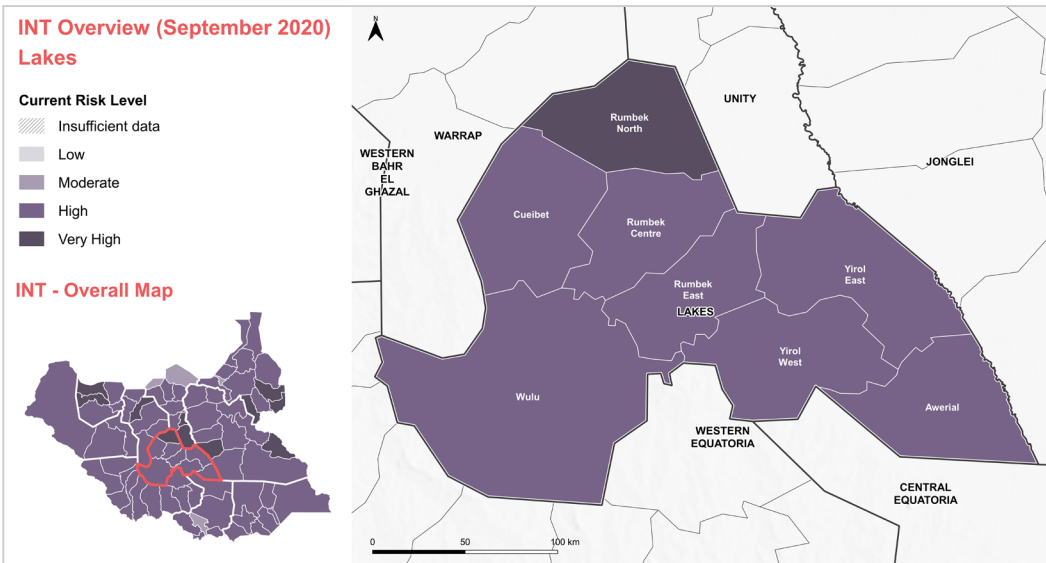 INT Overview (September 2020)
Lakes
Current Risk Level
Insufficient data
Low
Moderate
High
Very High
INT - Overall Map
N
UNITY
Rumbek
North
WARRAP
WESTERN
BAHR
EL
GHAZAL
JONGLEI
Cueibet
Rumbek
Centre
Yirol
East
Rumbek
East
LAKES
Yirol
West
Wulu
Awerial
WESTERN
EQUATORIA
CENTRAL
EQUATORIA
0 50 100 km